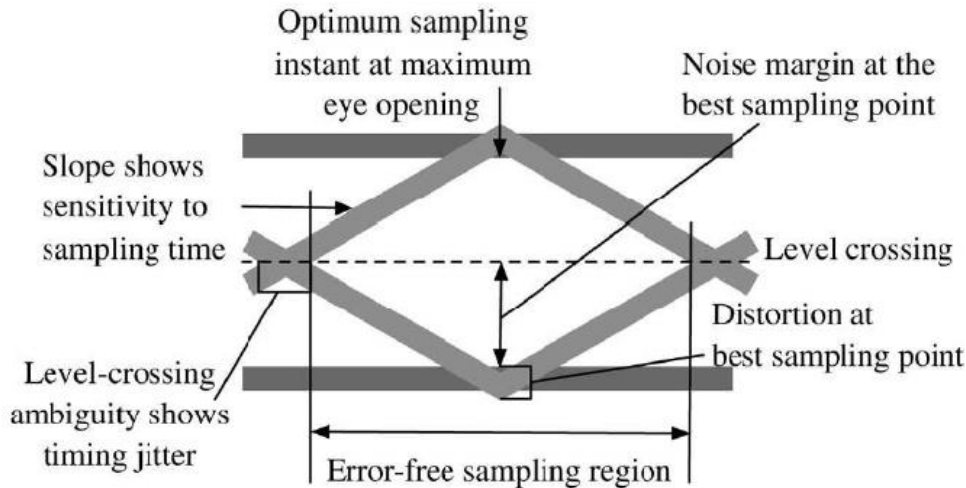 Optimum sampling
instant at maximum
eye opening
Noise margin at the
best sampling point
Slope shows
sensitivity to
sampling time
Level crossing
Distortion at
best sampling point
Level-crossing
ambiguity shows
timing jitter
Error-free sampling region